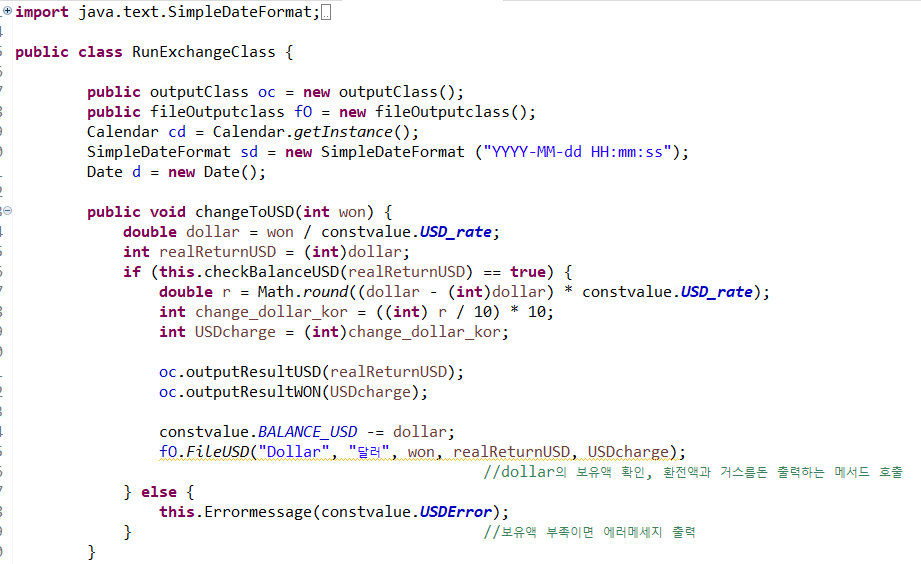 import java.text.SimpleDateFormat;
public class RunExchangeClass {
public outputClass oc = new outputClass();
public fileOutputclass fO = new fileOutputclass();
Calendar cd = Calendar.getInstance();
SimpleDateFormat sd = new SimpleDateFormat ("YYYY-MM-dd HH:mm:ss");
Date d = new Date();
public void changeToUSD(int won) {
double dollar = won / constvalue.USD_rate;
int realReturnUSD = (int)dollar;
if (this.checkBalanceUSD(realReturnUSD) == true) {
double r = Math.round((dollar - (int)dollar) * constvalue.USD_rate);
int change_dollar_kor = ((int) r / 10) * 10;
int USDcharge = (int)change_dollar_kor;
oc.outputResultUSD(realReturnUSD);
oc.outputResultWON(USDcharge);
constvalue.BALANCE_USD -= dollar;
fO.FileUSD("Dollar", "달러", won, realReturnUSD, USDcharge);
//dollar의 보유액 확인, 환전액과 거스름돈 출력하는 메서드 호출
} else {
this.Errormessage(constvalue.USDError);
} //보유액 부족이면 에러메세지 출력
}